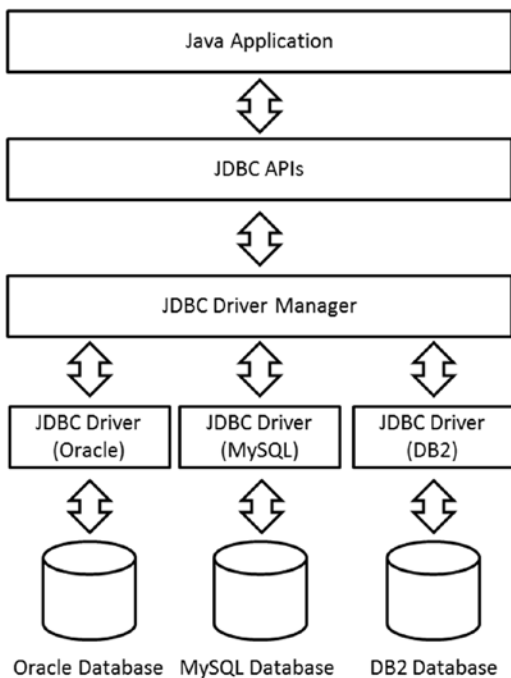 Java Application
JDBC APIs
JDBC Driver Manager
JDBC Driver
(Oracle)
JDBC Driver
(MySQL)
JDBC Driver
(DB2)
Oracle Database
MySQL Database
DB2 Database